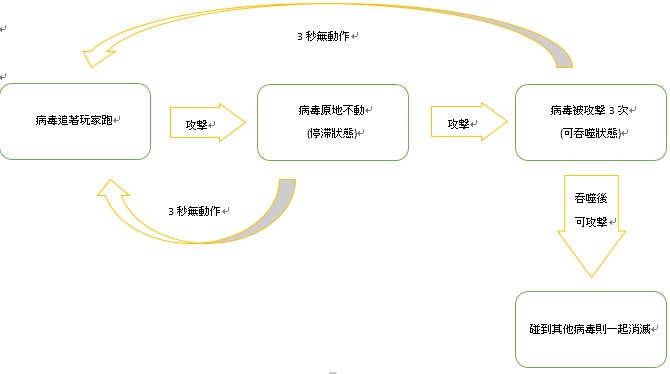 3 秒無動作
病毒追著玩家跑
攻擊
病毒原地不動
(停滯狀態)
攻擊
病毒被攻擊 3 次
(可吞噬狀態)
3 秒無動作
吞噬後
可攻擊
碰到其他病毒則一起消滅